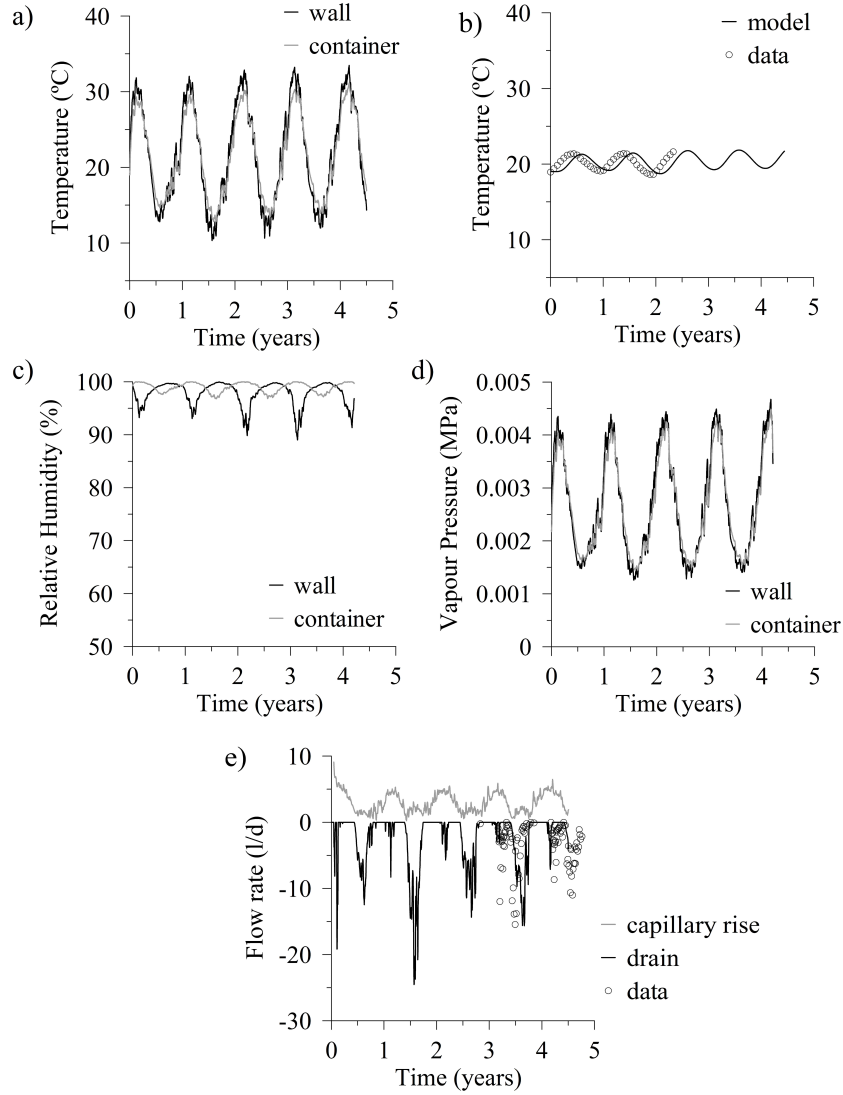 a)
40
30
20
10
Temperature (ºC)
wall
container
0 1 2 3 4 5
Time (years)
b)
40
30
20
10
Temperature (ºC)
model
data
0 1 2 3 4 5
Time (years)
c)
100
90
80
70
60
50
Relative Humidity (%)
wall
container
0 1 2 3 4 5
Time (years)
d)
0.005
0.004
0.003
0.002
0.001
0
Vapour Pressure (MPa)
wall
container
0 1 2 3 4 5
Time (years)
e)
10
0
-10
-20
-30
Flow rate (l/d)
capillary rise
drain
data
0 1 2 3 4 5
Time (years)